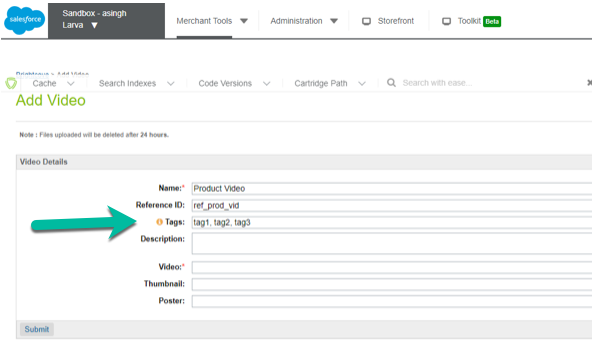 salesforce
Sandbox - asingh
Larva
Merchant Tools
Administration
Storefront
Toolkit Beta
Brightcove > Add Video
Cache
Search Indexes
Code Versions
Cartridge Path
Search with ease...
Add Video
Note : Files uploaded will be deleted after 24 hours.
Video Details
Name:* Product Video
Reference ID: ref_prod_vid
Tags: tag1, tag2, tag3
Description:
Video:*
Thumbnail:
Poster:
Submit